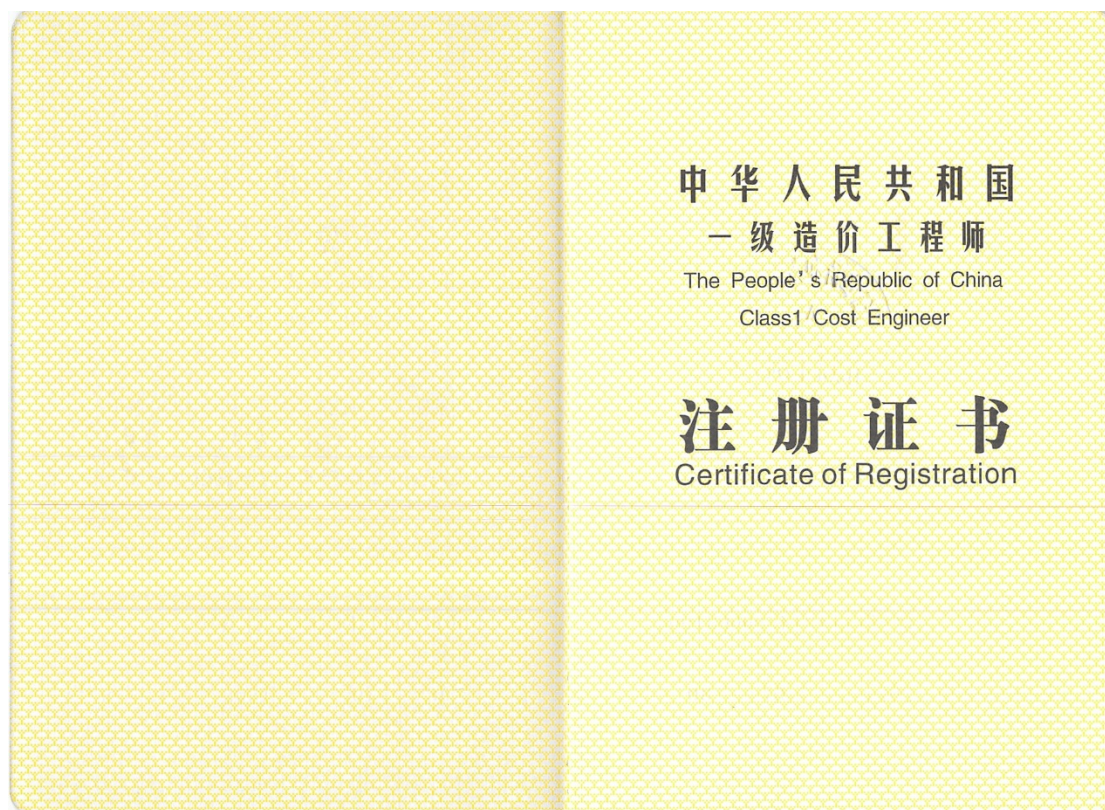 中华人民共和国
一级造价工程师
The People's Republic of China
Class1 Cost Engineer
注册证书
Certificate of Registration